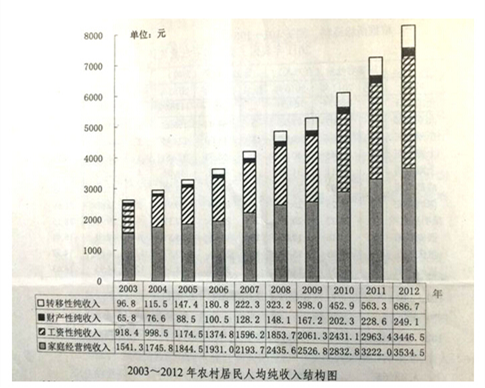 单位：元
8000
7000
6000
5000
4000
3000
2000
1000
0
2003 2004 2005 2006 2007 2008 2009 2010 2011 2012 年
转移性纯收入 96.8 115.5 147.4 180.8 222.3 323.2 398.0 452.9 563.3 686.7
财产性纯收入 65.8 76.6 88.5 100.5 128.2 148.1 167.2 202.3 228.6 249.1
工资性纯收入 918.4 998.5 1174.5 1374.8 1596.2 1853.7 2061.3 2431.1 2963.4 3446.5
家庭经营纯收入 1541.3 1745.8 1844.5 1931.0 2193.7 2435.6 2526.8 2832.8 3222.0 3534.5
2003～2012 年农村居民人均纯收入结构图